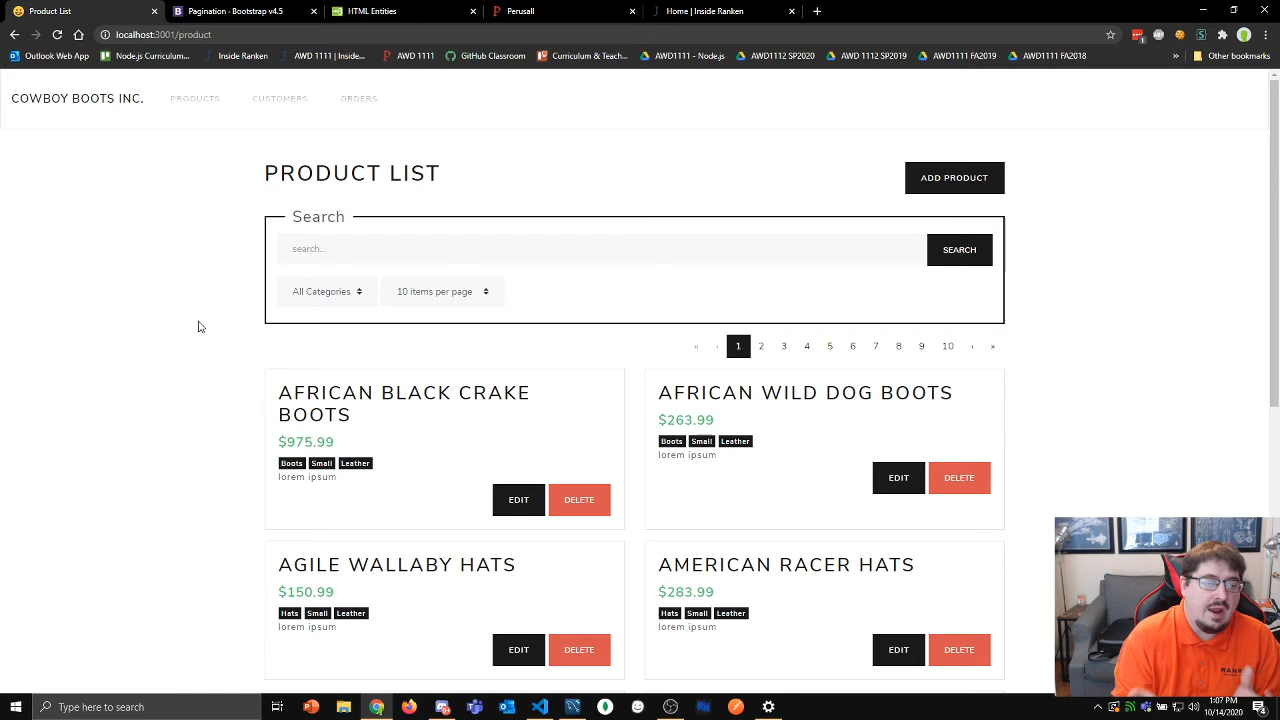 Product List
Pagination · Bootstrap v4.5
HTML Entities
Perusall
Home | Inside Ranken
localhost:3001/product
Outlook Web App
Node.js Curriculum...
Inside Ranken
AWD 1111 | Inside...
AWD 1111
GitHub Classroom
Curriculum & Teach...
AWD1111 - Node.js
AWD 1112 SP2020
AWD 1112 SP2019
AWD1111 FA2019
AWD1111 FA2018
»
Other bookmarks
COWBOY BOOTS INC.
PRODUCTS
CUSTOMERS
ORDERS
PRODUCT LIST
ADD PRODUCT
Search
search...
SEARCH
All Categories
10 items per page
« ‹ 1 2 3 4 5 6 7 8 9 10 › »
AFRICAN BLACK CRAKE
BOOTS
$975.99
Boots Small Leather
lorem ipsum
EDIT DELETE
AFRICAN WILD DOG BOOTS
$263.99
Boots Small Leather
lorem ipsum
EDIT DELETE
AGILE WALLABY HATS
$150.99
Hats Small Leather
lorem ipsum
EDIT DELETE
AMERICAN RACER HATS
$283.99
Hats Small Leather
lorem ipsum
EDIT DELETE
Type here to search
1:07 PM
10/14/2020